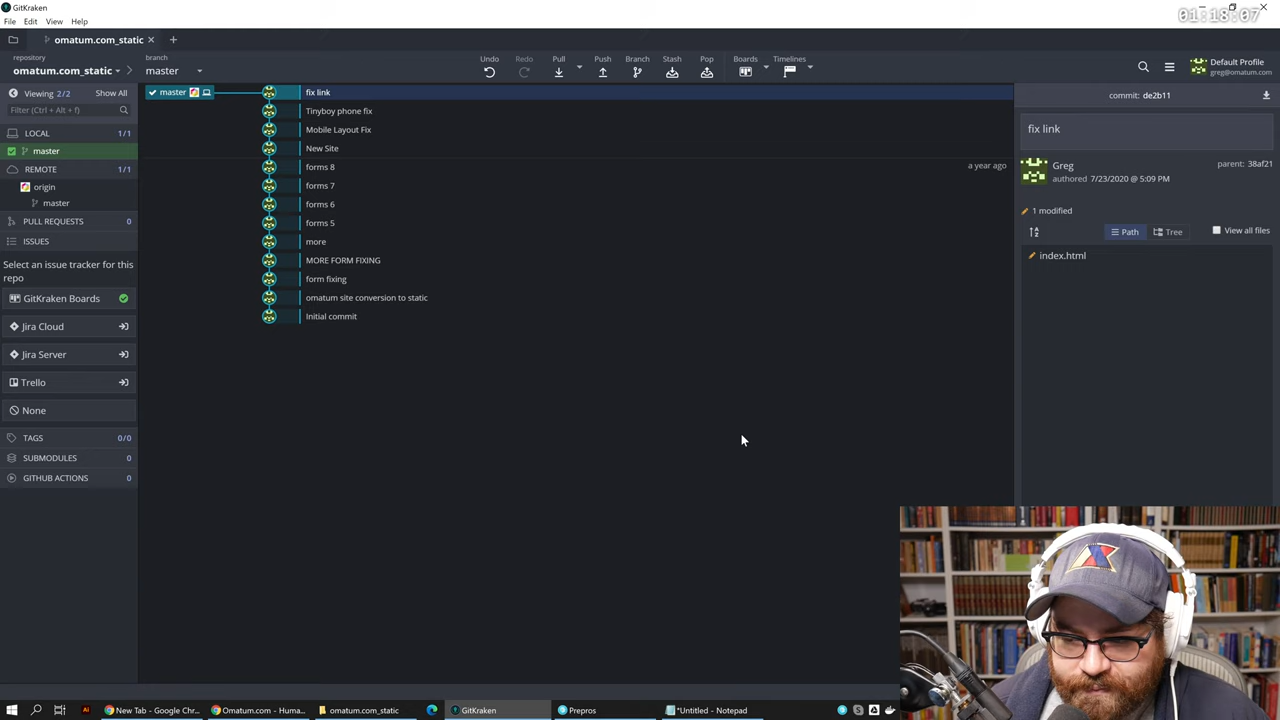 GitKraken
01:18:07
File Edit View Help
omatum.com_static
repository
omatum.com_static
branch
master
Undo
Redo
Pull
Push
Branch
Stash
Pop
Boards
Timelines
Default Profile
greg@omatum.com
Viewing 2/2 Show All
Filter (Ctrl + Alt + f)
LOCAL 1/1
master
REMOTE 1/1
origin
master
PULL REQUESTS 0
ISSUES
Select an issue tracker for this
repo
GitKraken Boards
Jira Cloud
Jira Server
Trello
None
TAGS 0/0
SUBMODULES 0
GITHUB ACTIONS 0
master
fix link
Tinyboy phone fix
Mobile Layout Fix
New Site
forms 8 a year ago
forms 7
forms 6
forms 5
more
MORE FORM FIXING
form fixing
omatum site conversion to static
Initial commit
commit: de2b11
fix link
Greg
authored 7/23/2020 @ 5:09 PM
parent: 38af21
1 modified
Path
Tree
View all files
index.html
New Tab - Google Chr...
Omatum.com - Huma...
omatum.com_static
GitKraken
Prepros
*Untitled - Notepad